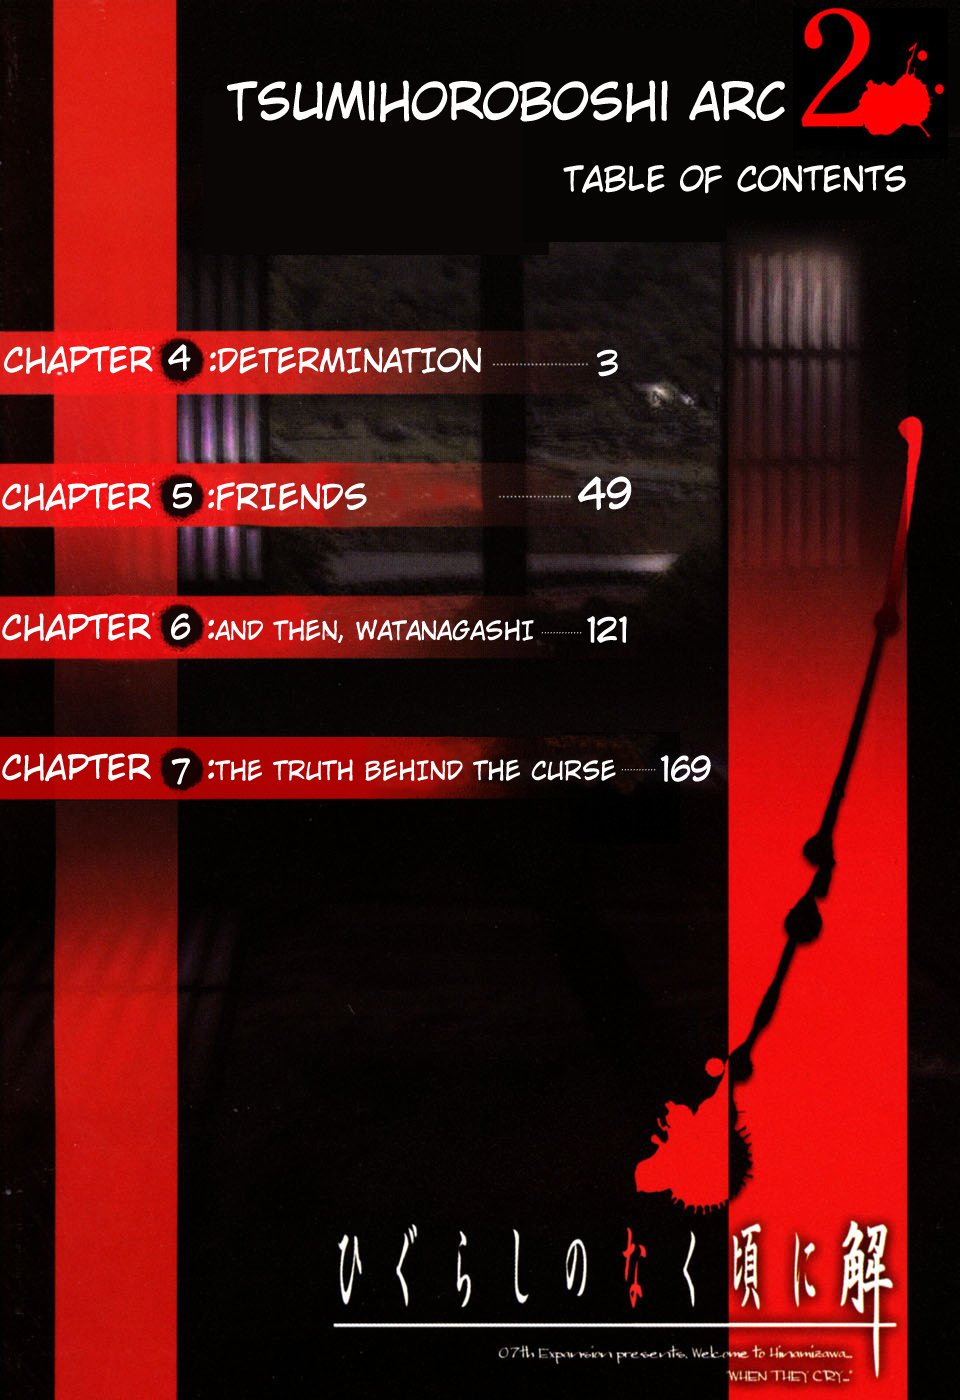 TSUMIHOROBOSHI ARC 2
TABLE OF CONTENTS
CHAPTER 4 :DETERMINATION 3
CHAPTER 5 :FRIENDS 49
CHAPTER 6 :AND THEN, WATANAGASHI 121
CHAPTER 7 :THE TRUTH BEHIND THE CURSE 169
ひぐらしのなく頃に解
07th Expansion presents. Welcome to Hinamizawa...
"WHEN THEY CRY..."